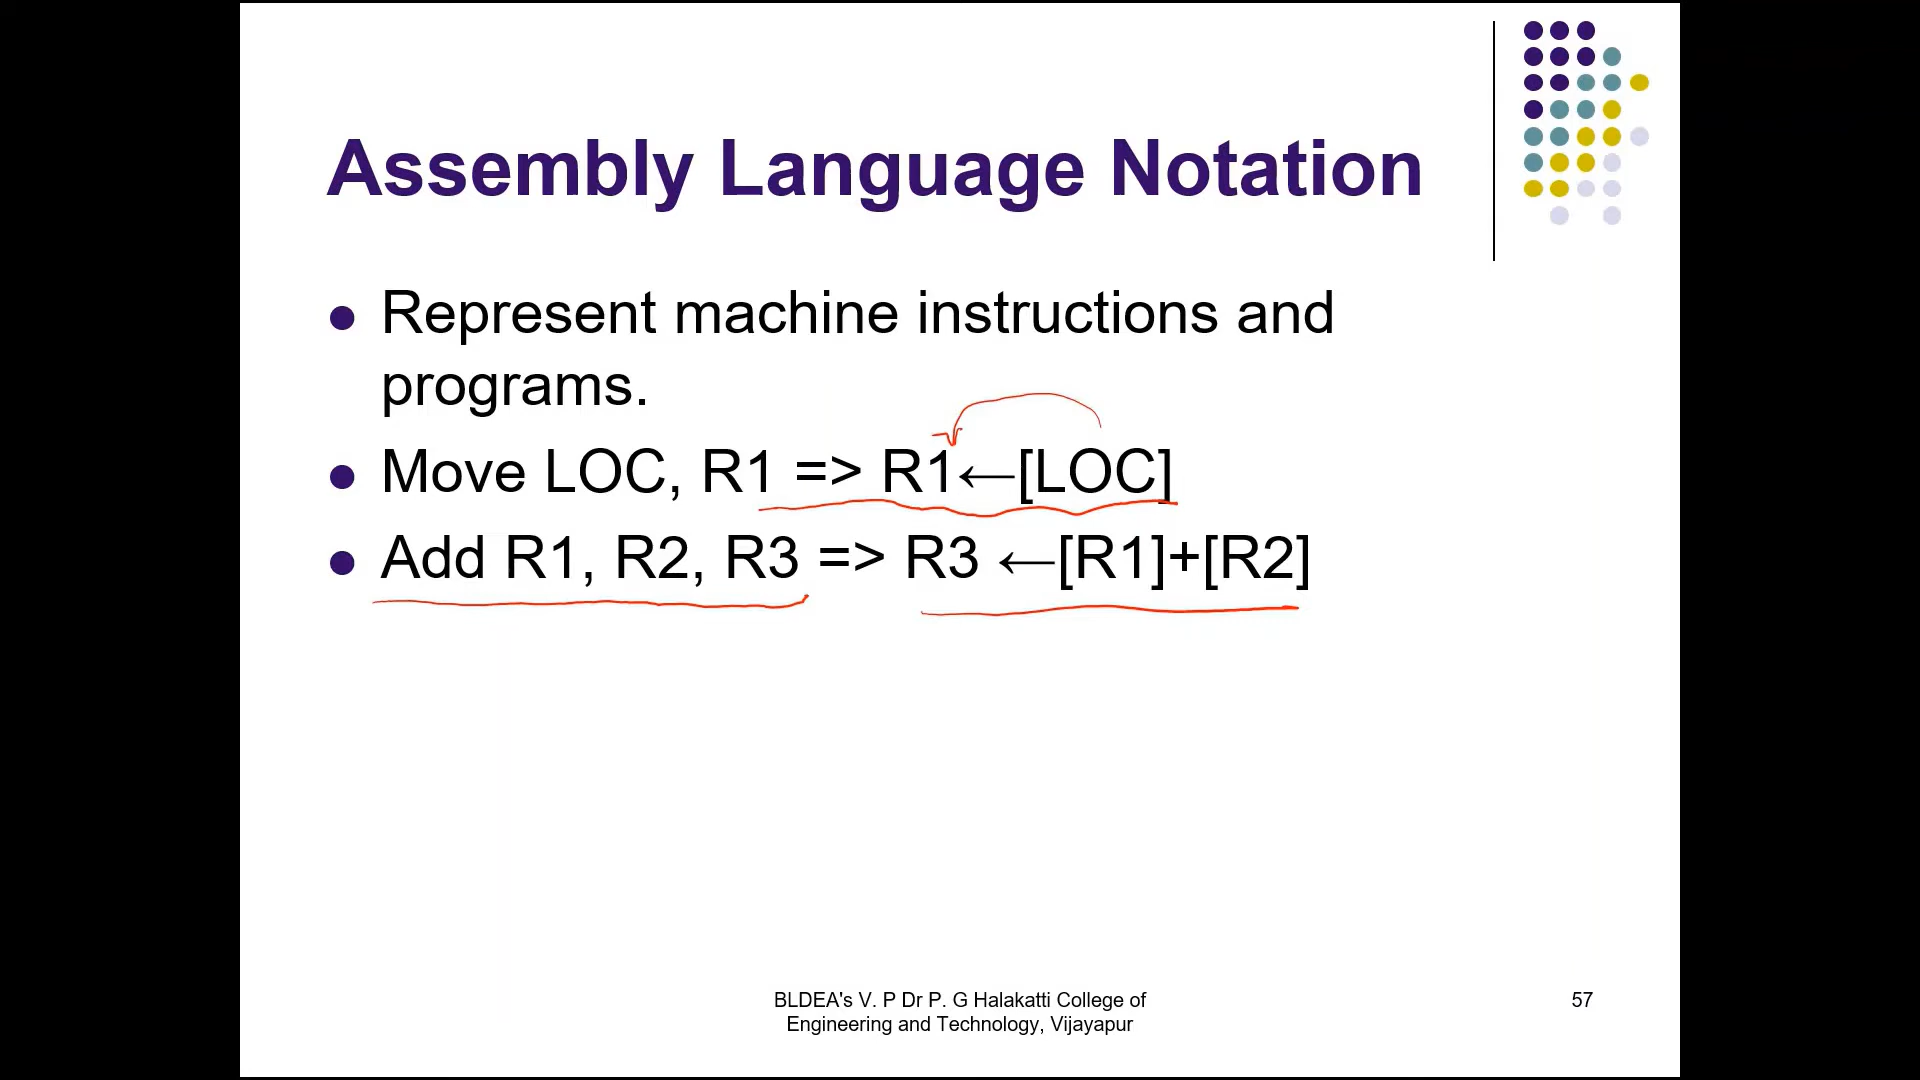 Assembly Language Notation
● Represent machine instructions and
programs.
● Move LOC, R1 => R1←[LOC]
● Add R1, R2, R3 => R3 ←[R1]+[R2]
BLDEA's V. P Dr P. G Halakatti College of
Engineering and Technology, Vijayapur
57